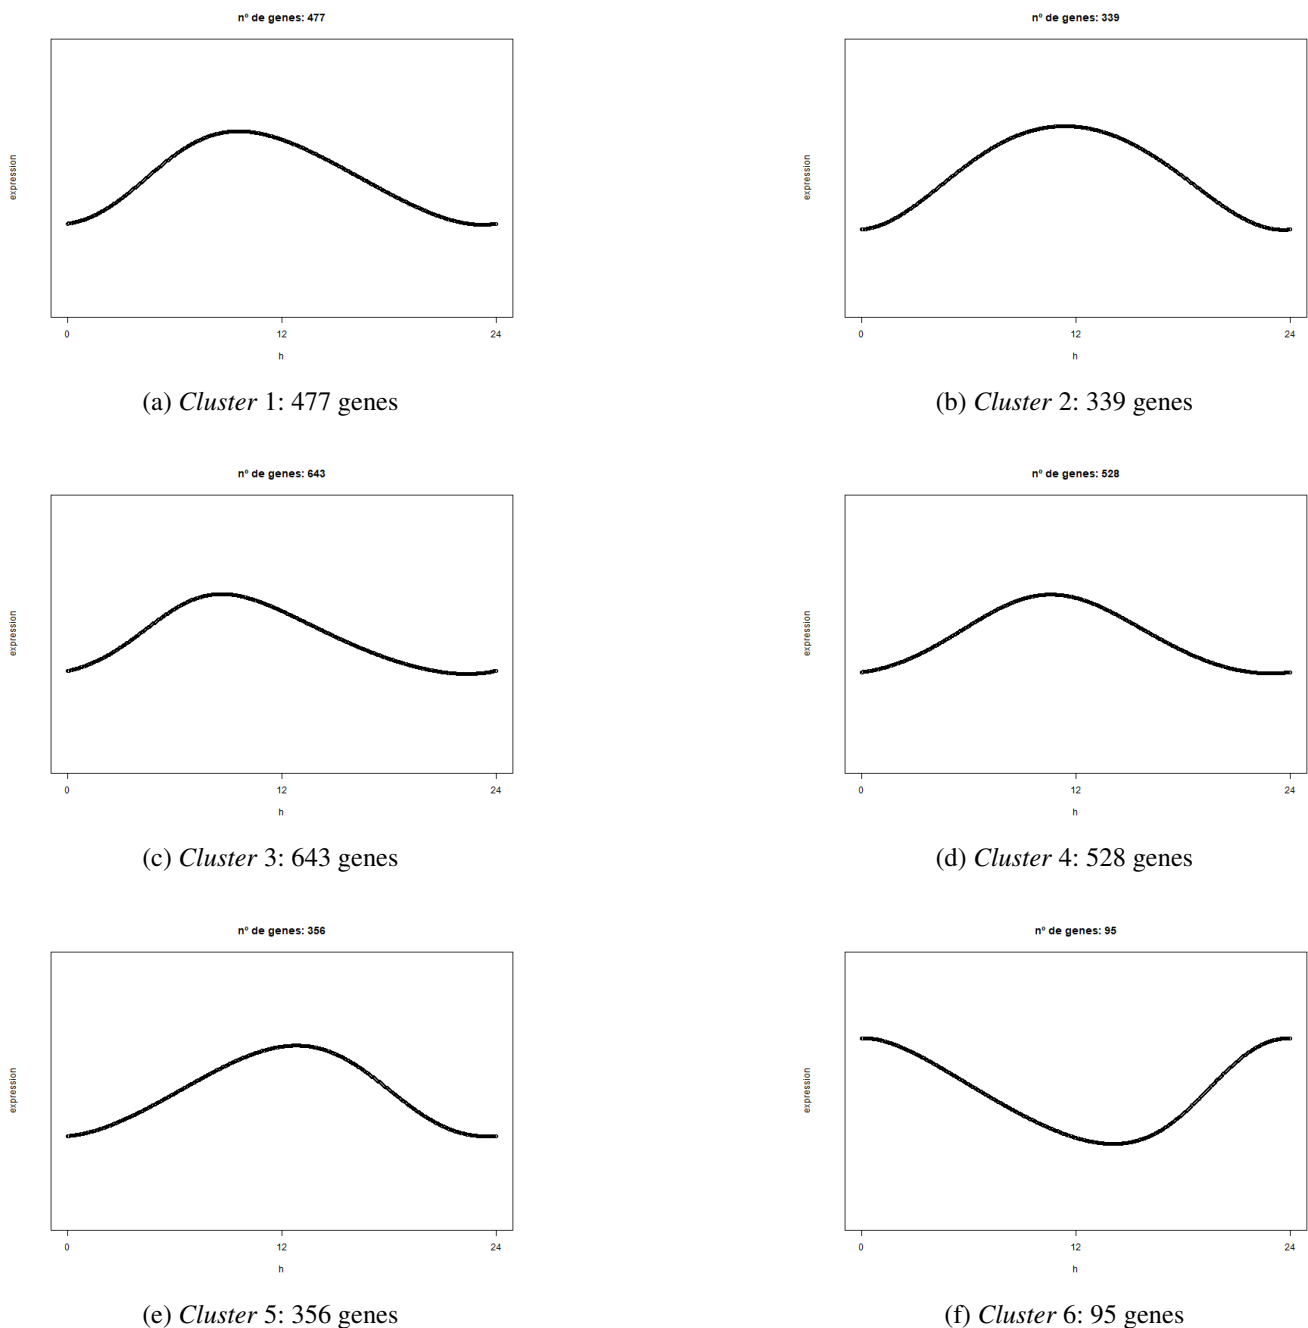 nº de genes: 477
expression
0 12 24
h
(a) Cluster 1: 477 genes
nº de genes: 339
expression
0 12 24
h
(b) Cluster 2: 339 genes
nº de genes: 643
expression
0 12 24
h
(c) Cluster 3: 643 genes
nº de genes: 528
expression
0 12 24
h
(d) Cluster 4: 528 genes
nº de genes: 356
expression
0 12 24
h
(e) Cluster 5: 356 genes
nº de genes: 95
expression
0 12 24
h
(f) Cluster 6: 95 genes